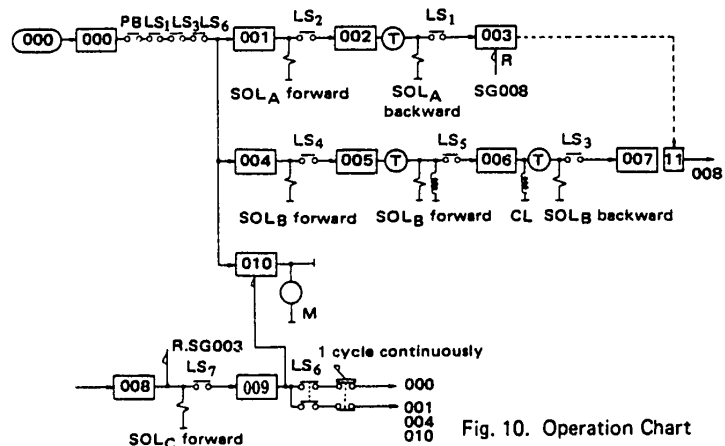 000 000 PB LS1 LS3 LS6 001 LS2 002 T LS1 003
R
SOLA forward SOLA backward SG008
004 LS4 005 T LS5 006 T LS3 007 11
008
SOLB forward SOLB forward CL SOLB backward
010
M
R.SG003 1 cycle continuously
008 LS7 009 LS6 000
001
004
010
SOLC forward
Fig. 10. Operation Chart